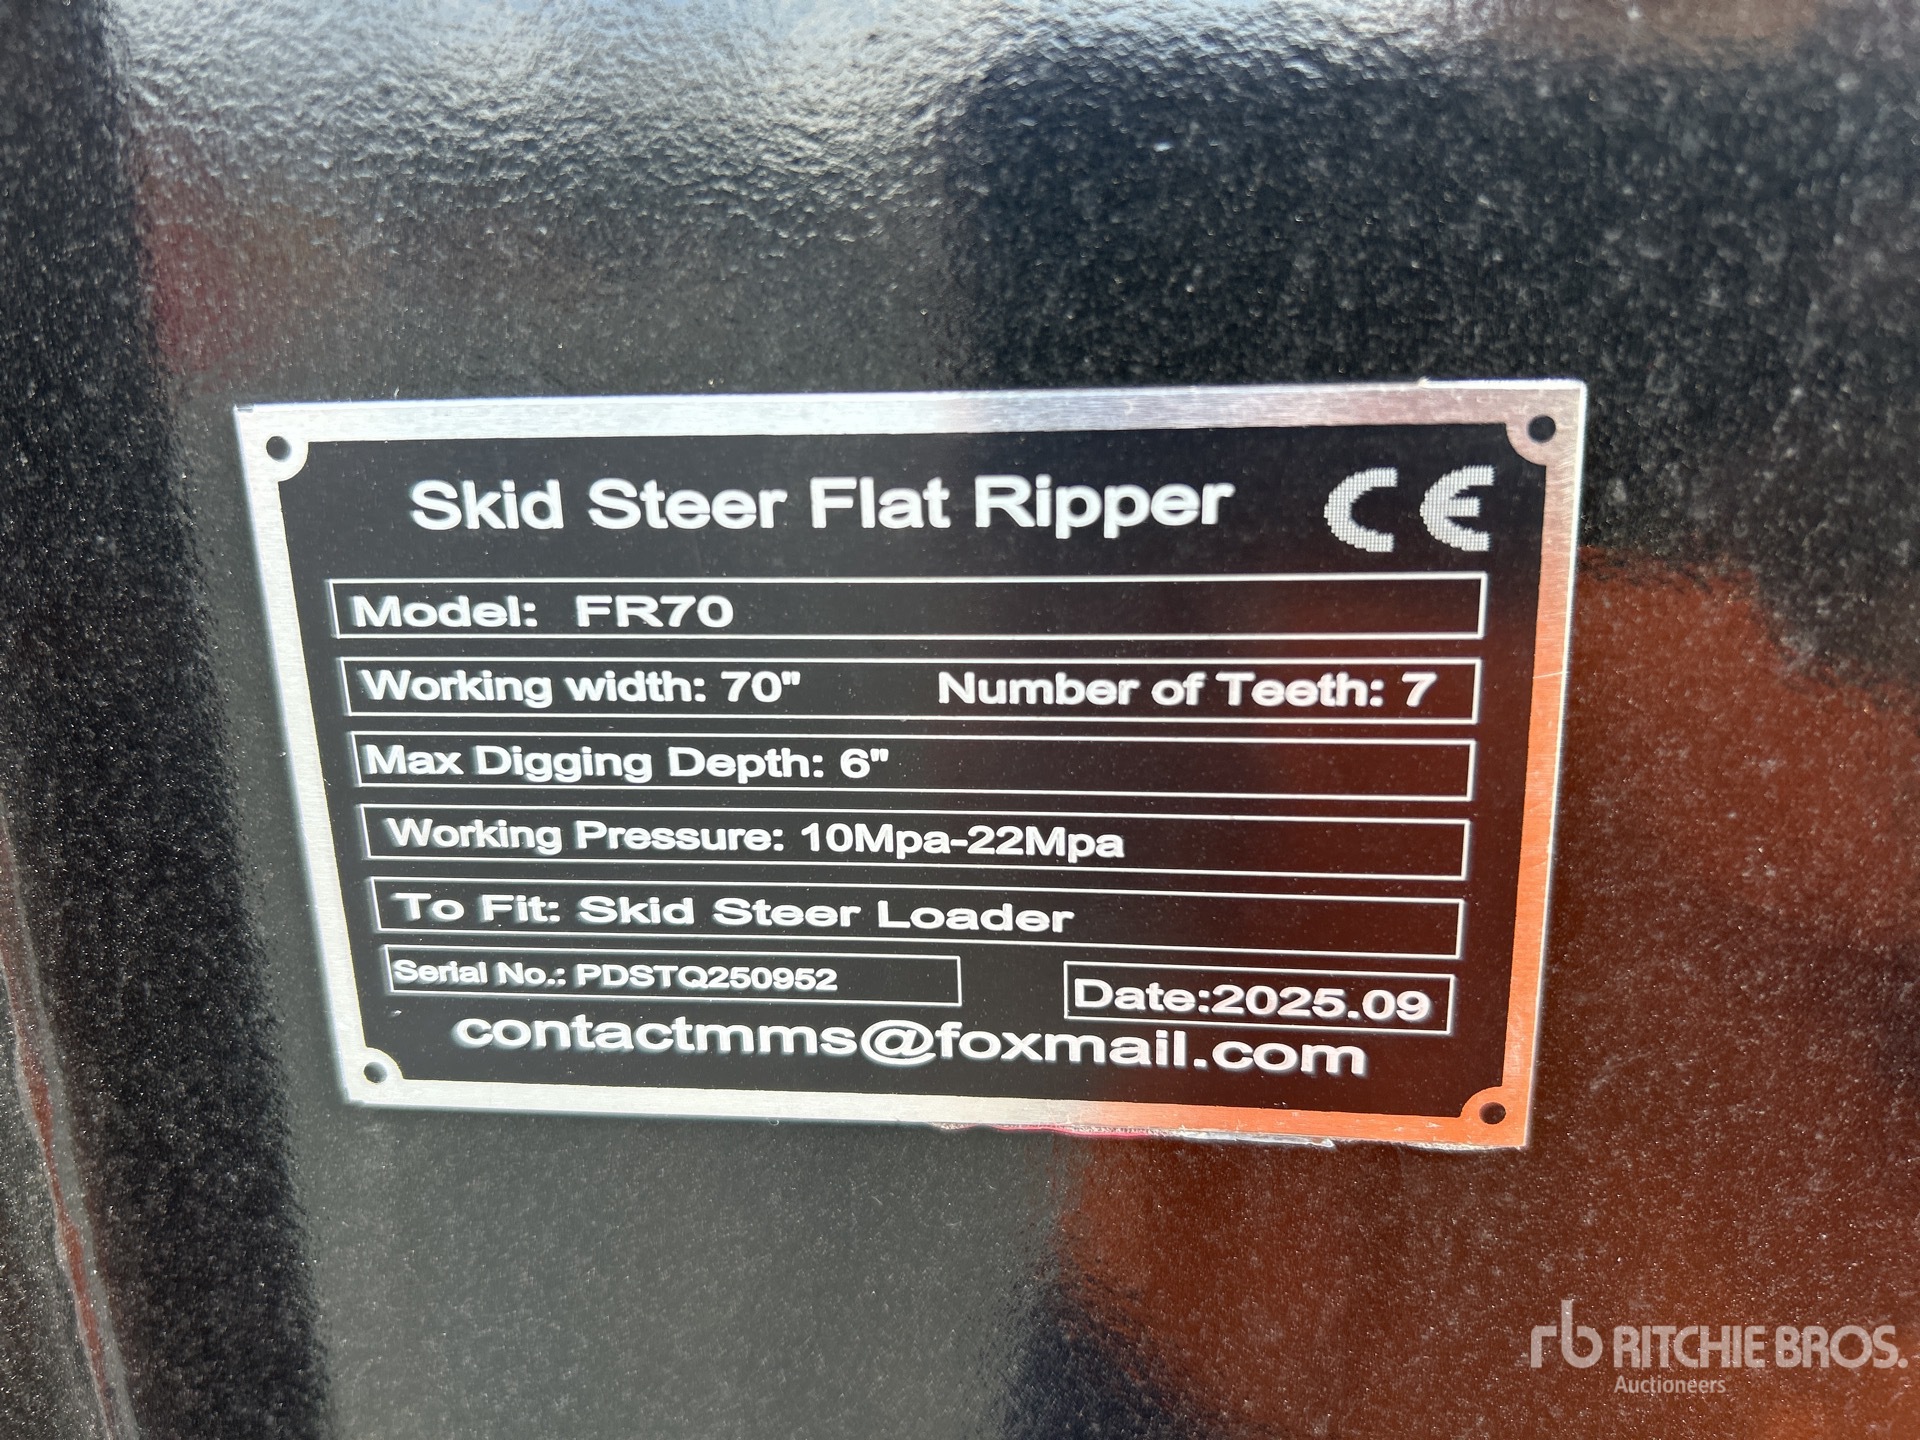 Skid Steer Flat Ripper CE
Model: FR70
Working width: 70" Number of Teeth: 7
Max Digging Depth: 6"
Working Pressure: 10Mpa-22Mpa
To Fit: Skid Steer Loader
Serial No.: PDSTQ250952 Date:2025.09
contactmms@foxmail.com
rb RITCHIE BROS.
Auctioneers